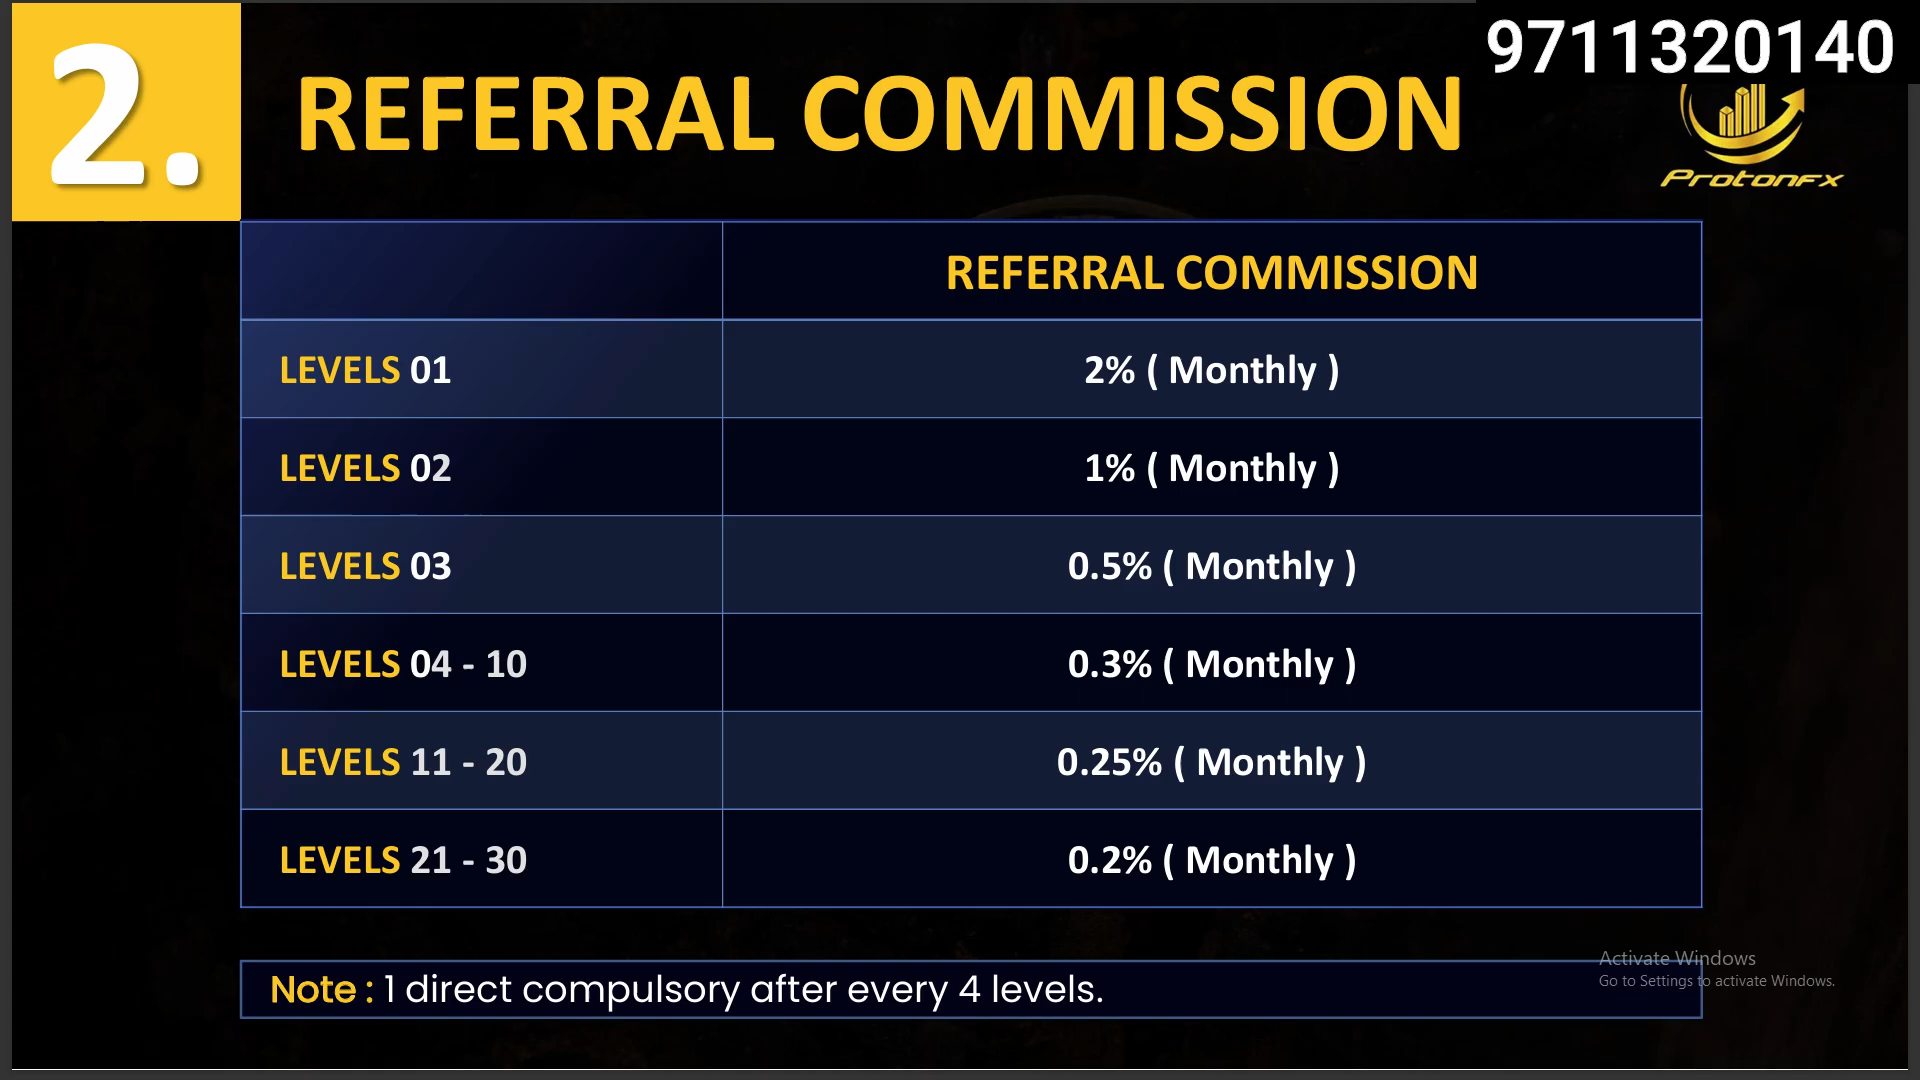 2.
REFERRAL COMMISSION
9711320140
Protonfx
REFERRAL COMMISSION
LEVELS 01 2% ( Monthly )
LEVELS 02 1% ( Monthly )
LEVELS 03 0.5% ( Monthly )
LEVELS 04 - 10 0.3% ( Monthly )
LEVELS 11 - 20 0.25% ( Monthly )
LEVELS 21 - 30 0.2% ( Monthly )
Note : 1 direct compulsory after every 4 levels.
Activate Windows
Go to Settings to activate Windows.